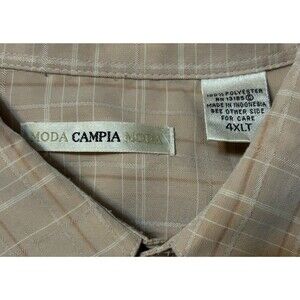 MODA CAMPIA MODA
100% POLYESTER
RN 13185 ©
MADE IN INDONESIA
SEE OTHER SIDE
FOR CARE
4XLT